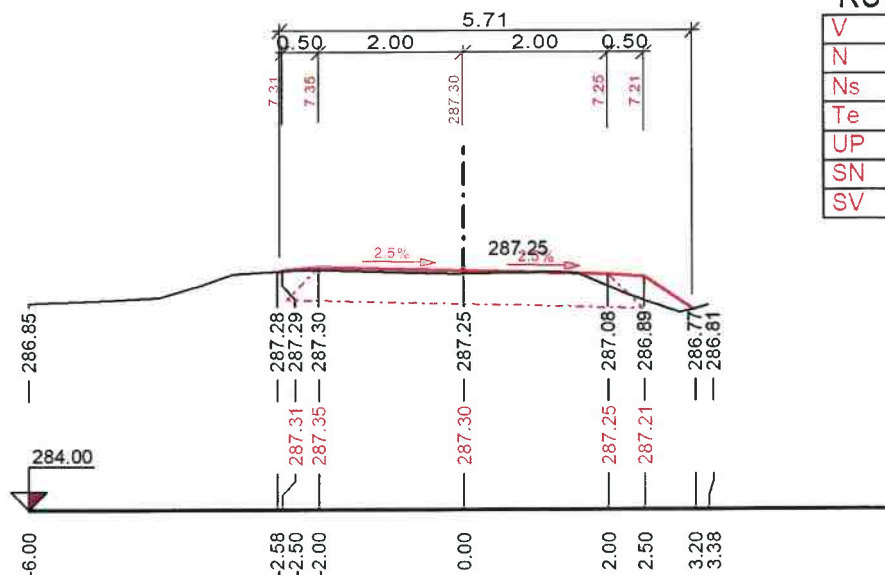 5.71
0.50 2.00 2.00 0.50
7.31 7.35 287.30 7.25 7.21
V
N
Ns
Te
UP
SN
SV
2.5% 287.25 2.5%
286.85 287.28 287.29 287.30 287.25 287.08 286.89 286.77 286.81
287.31 287.35 287.30 287.25 287.21
284.00
-6.00 -2.58 -2.50 -2.00 0.00 2.00 2.50 3.20 3.38